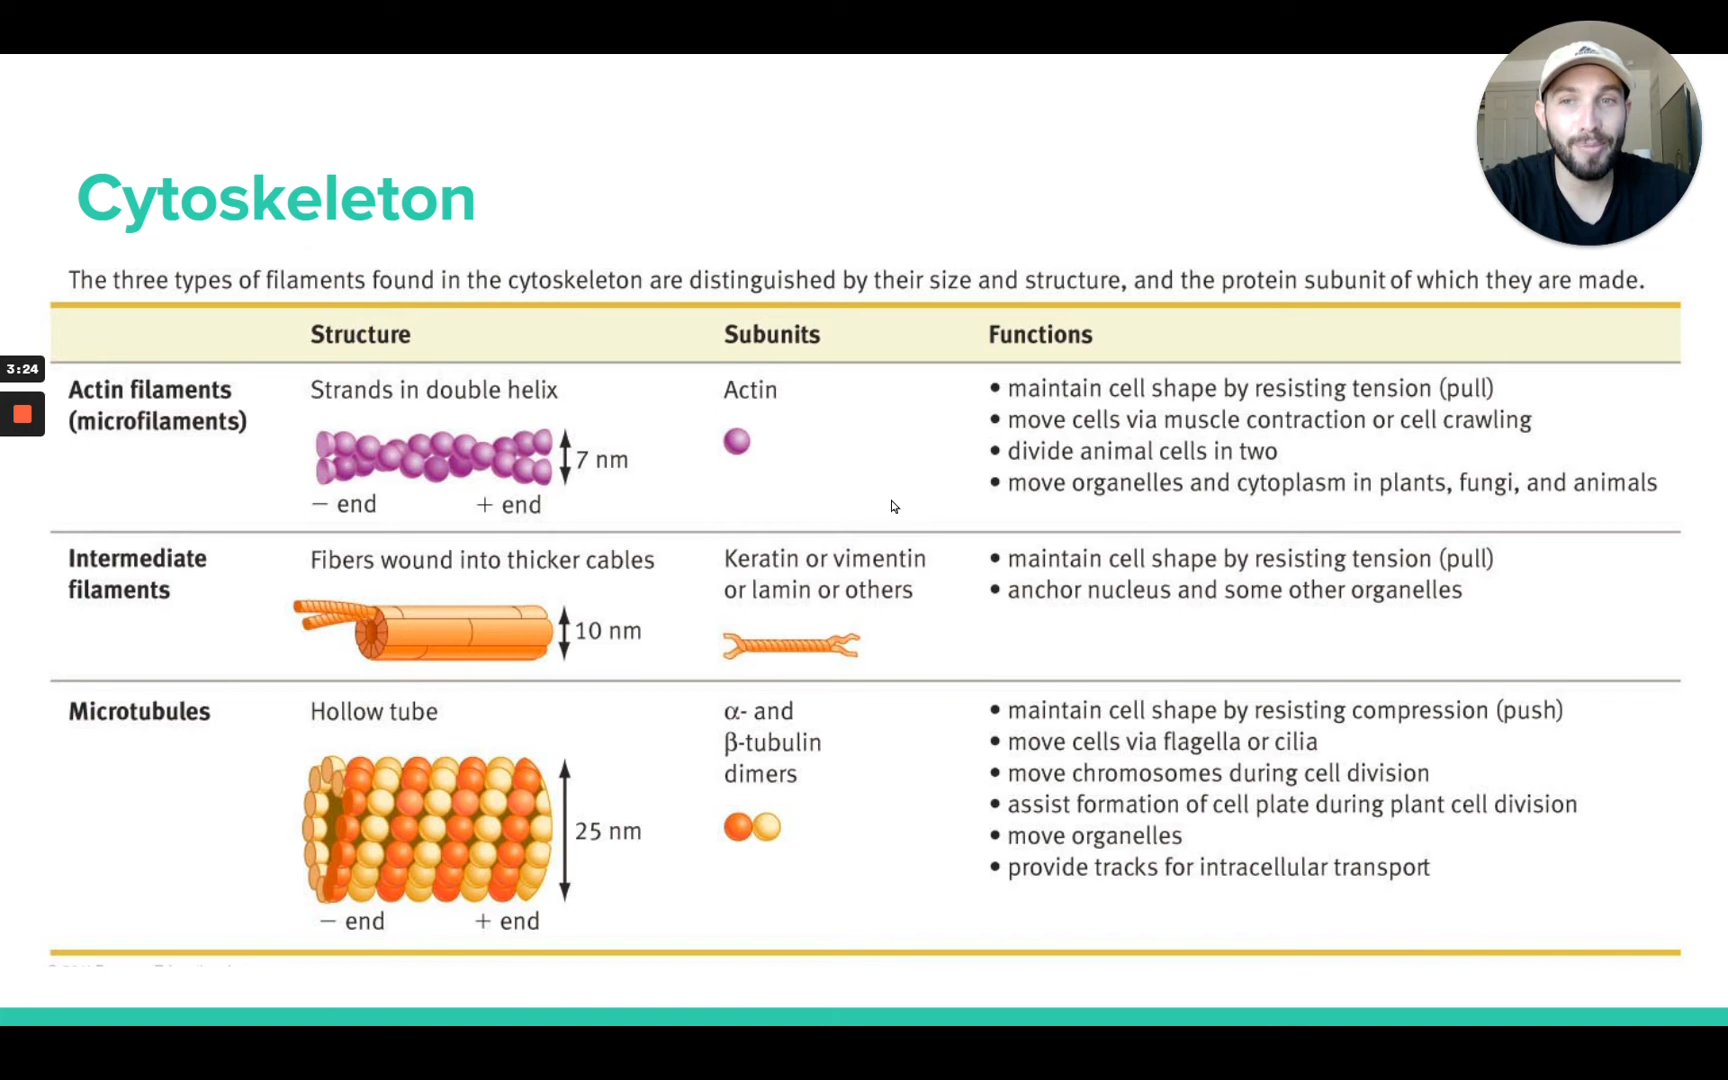 Cytoskeleton
The three types of filaments found in the cytoskeleton are distinguished by their size and structure, and the protein subunit of which they are made.
Structure Subunits Functions
3:24
Actin filaments
(microfilaments)
Strands in double helix
7 nm
− end + end
Actin
• maintain cell shape by resisting tension (pull)
• move cells via muscle contraction or cell crawling
• divide animal cells in two
• move organelles and cytoplasm in plants, fungi, and animals
Intermediate
filaments
Fibers wound into thicker cables
10 nm
Keratin or vimentin
or lamin or others
• maintain cell shape by resisting tension (pull)
• anchor nucleus and some other organelles
Microtubules
Hollow tube
25 nm
− end + end
α- and
β-tubulin
dimers
• maintain cell shape by resisting compression (push)
• move cells via flagella or cilia
• move chromosomes during cell division
• assist formation of cell plate during plant cell division
• move organelles
• provide tracks for intracellular transport